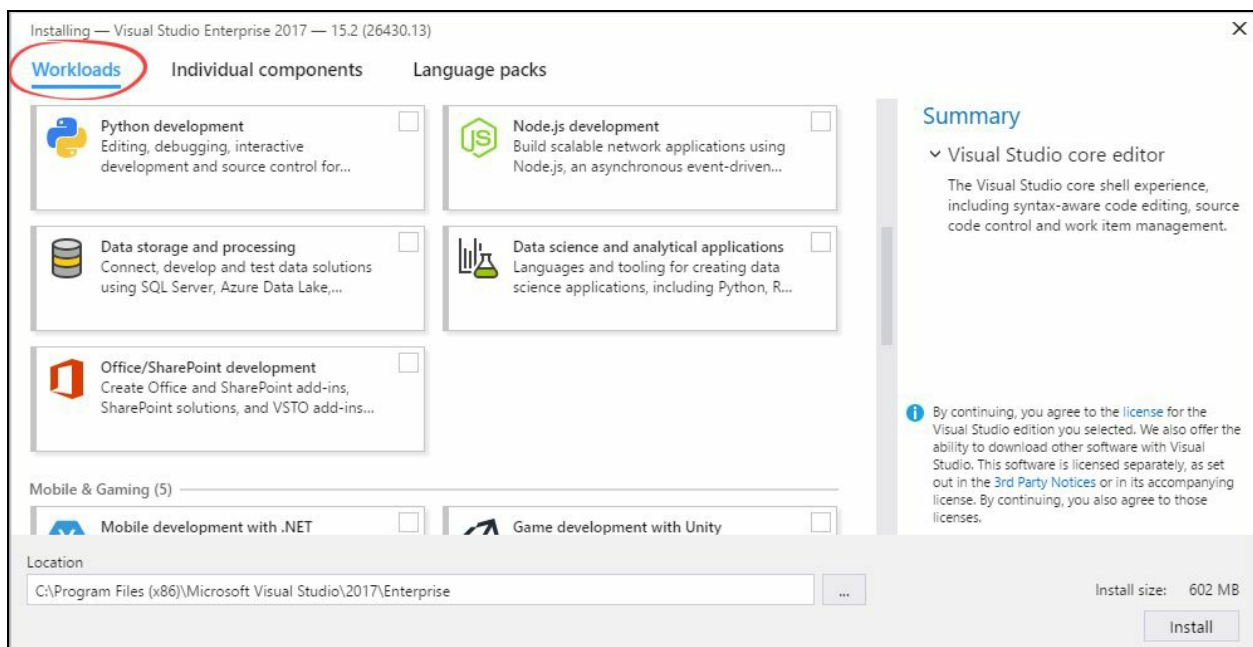 Installing — Visual Studio Enterprise 2017 — 15.2 (26430.13)
Workloads Individual components Language packs
Python development
Editing, debugging, interactive
development and source control for...
Node.js development
Build scalable network applications using
Node.js, an asynchronous event-driven...
Data storage and processing
Connect, develop and test data solutions
using SQL Server, Azure Data Lake,...
Data science and analytical applications
Languages and tooling for creating data
science applications, including Python, R...
Office/SharePoint development
Create Office and SharePoint add-ins,
SharePoint solutions, and VSTO add-ins...
Mobile & Gaming (5)
Mobile development with .NET
Game development with Unity
Summary
Visual Studio core editor
The Visual Studio core shell experience,
including syntax-aware code editing, source
code control and work item management.
By continuing, you agree to the license for the
Visual Studio edition you selected. We also offer the
ability to download other software with Visual
Studio. This software is licensed separately, as set
out in the 3rd Party Notices or in its accompanying
license. By continuing, you also agree to those
licenses.
Location
C:\Program Files (x86)\Microsoft Visual Studio\2017\Enterprise
...
Install size: 602 MB
Install